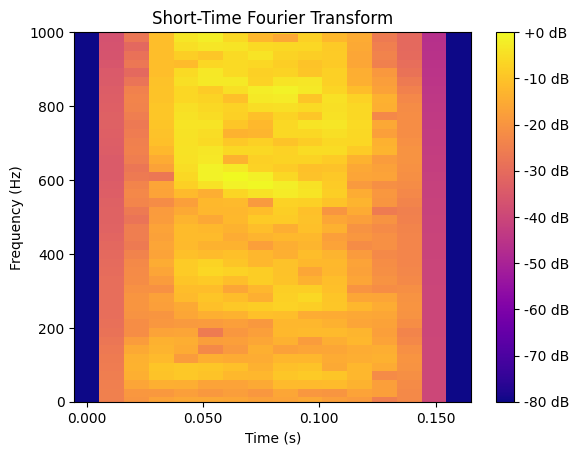 Short-Time Fourier Transform
1000
800
600
400
200
0
Frequency (Hz)
0.000
0.050
0.100
0.150
Time (s)
+0 dB
-10 dB
-20 dB
-30 dB
-40 dB
-50 dB
-60 dB
-70 dB
-80 dB